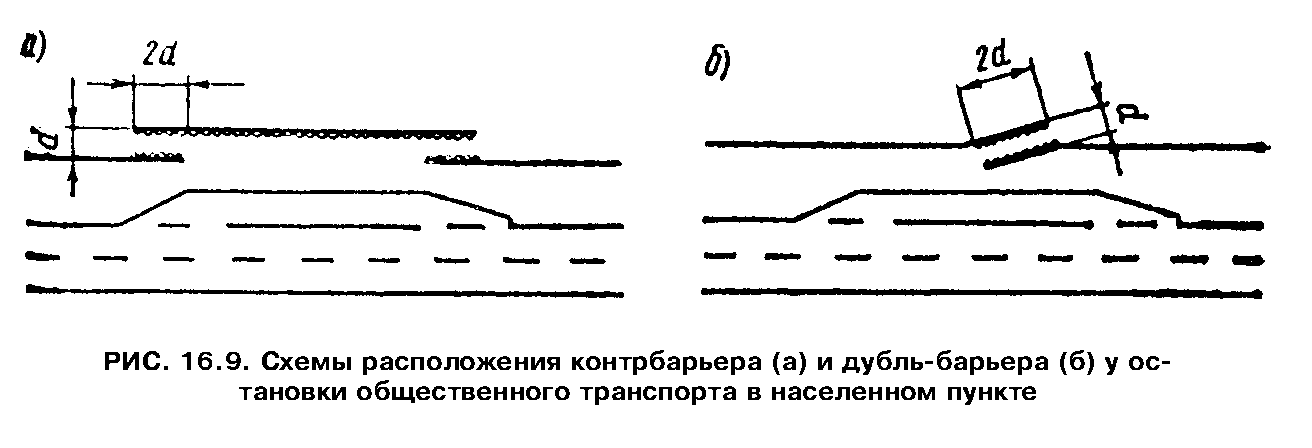 а)
2d
d
б)
2d
d
РИС. 16.9. Схемы расположения контрбарьера (а) и дубль-барьера (б) у ос-
тановки общественного транспорта в населенном пункте